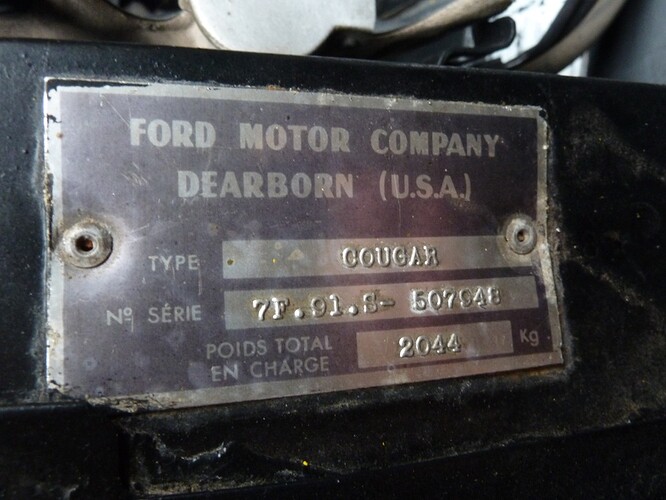 FORD MOTOR COMPANY
DEARBORN (U.S.A.)
TYPE COUGAR
Nº SÉRIE 7F.91.S- 507948
POIDS TOTAL
EN CHARGE 2044 Kg